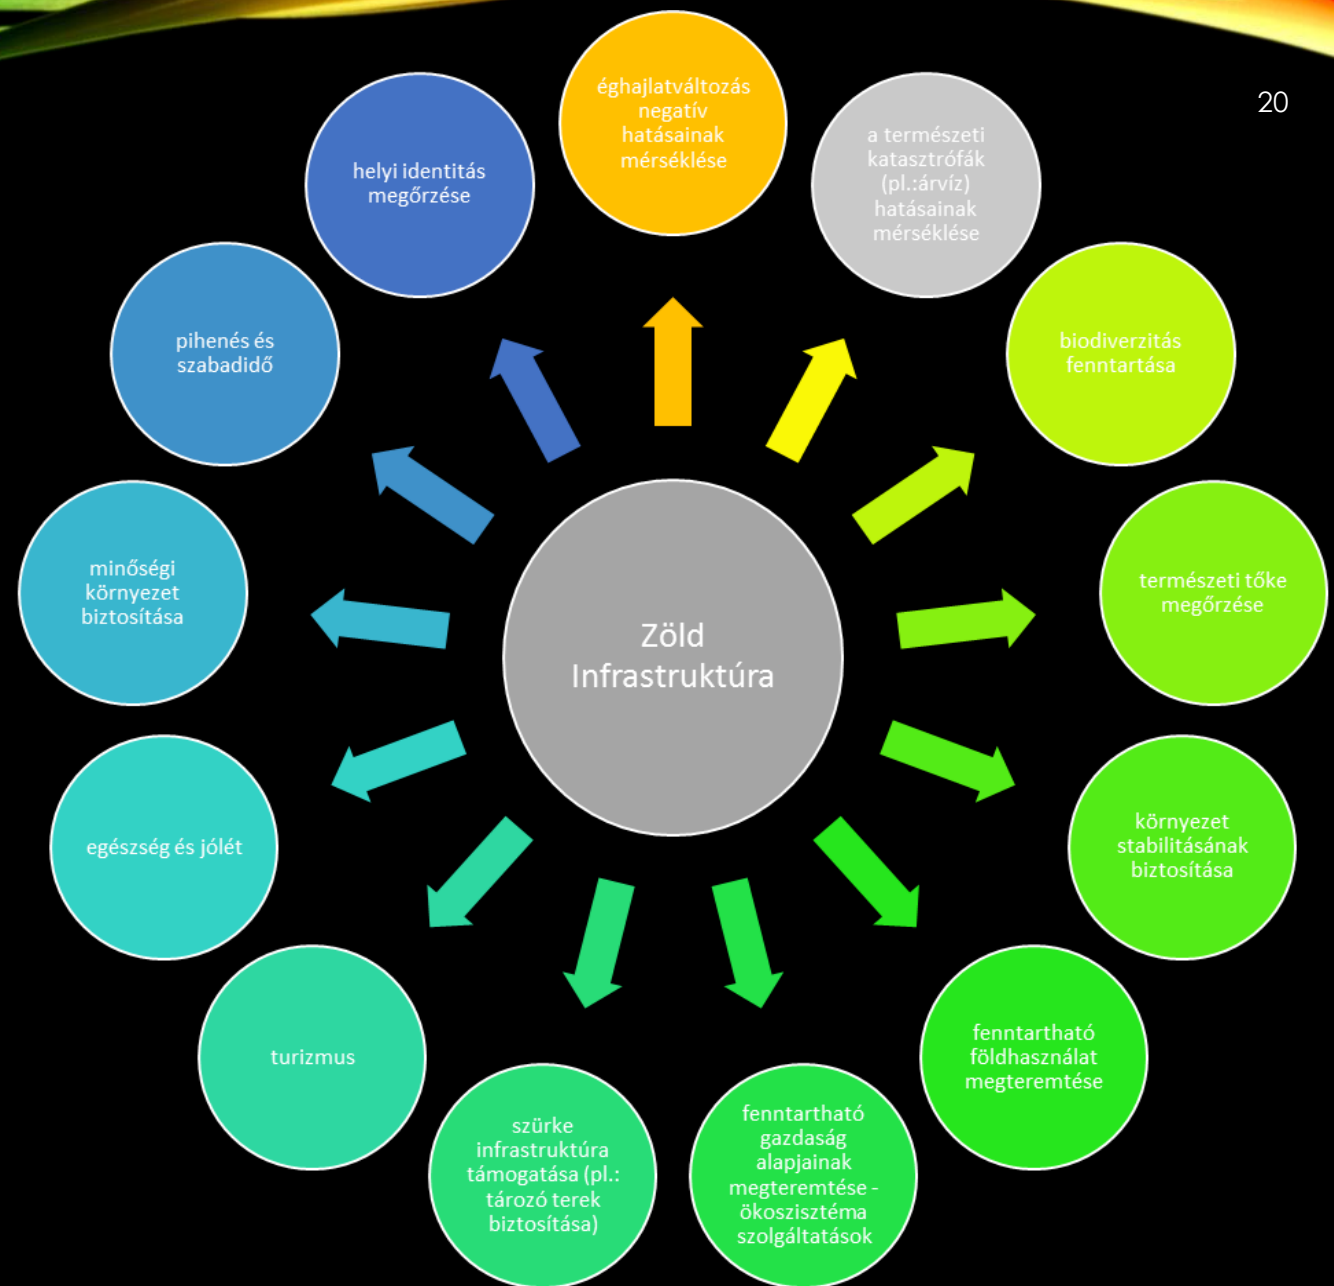 20
éghajlatváltozás
negatív
hatásainak
mérséklése
a természeti
katasztrófák
(pl.:árvíz)
hatásainak
mérséklése
biodiverzitás
fenntartása
természeti tőke
megőrzése
környezet
stabilitásának
biztosítása
fenntartható
földhasználat
megteremtése
fenntartható
gazdaság
alapjainak
megteremtése -
ökoszisztéma
szolgáltatások
szürke
infrastruktúra
támogatása (pl.:
tározó terek
biztosítása)
turizmus
egészség és jólét
minőségi
környezet
biztosítása
pihenés és
szabadidő
helyi identitás
megőrzése
Zöld
Infrastruktúra